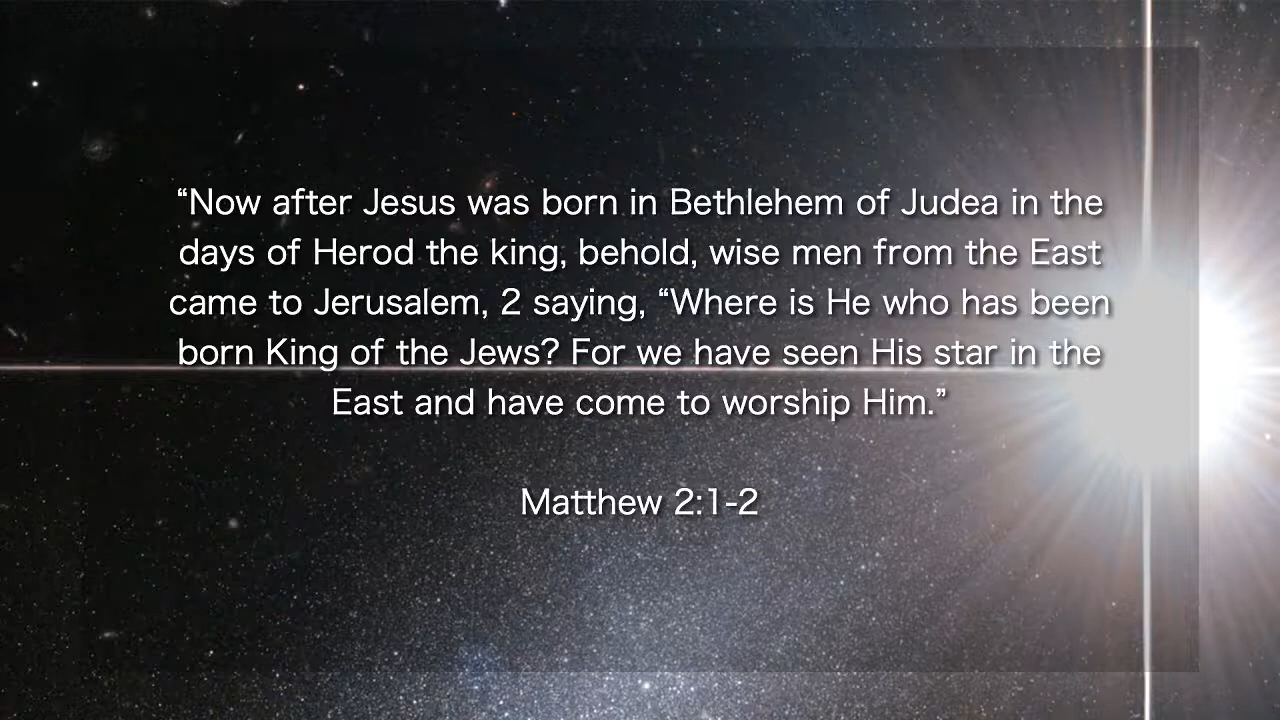 “Now after Jesus was born in Bethlehem of Judea in the
days of Herod the king, behold, wise men from the East
came to Jerusalem, 2 saying, “Where is He who has been
born King of the Jews? For we have seen His star in the
East and have come to worship Him.”
Matthew 2:1-2